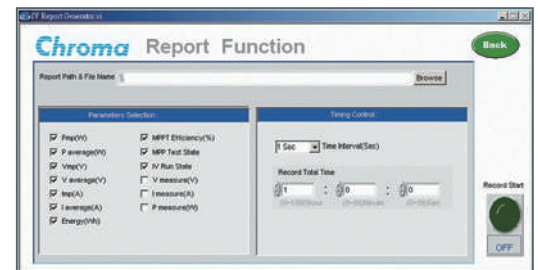 IV Report Generator.vi
Chroma Report Function
Back
Report Path & File Name
Browse
Parameters Selection:
Pmp(W)
P average(W)
Vmp(V)
V average(V)
Imp(A)
I average(A)
Energy(Wh)
MPPT Efficiency(%)
MPP Test State
IV Run State
V measure(V)
I measure(A)
P measure(W)
Timing Control:
1 Sec Time Interval(Sec)
Record Total Time
1 : 0 : 0
Record Start
OFF